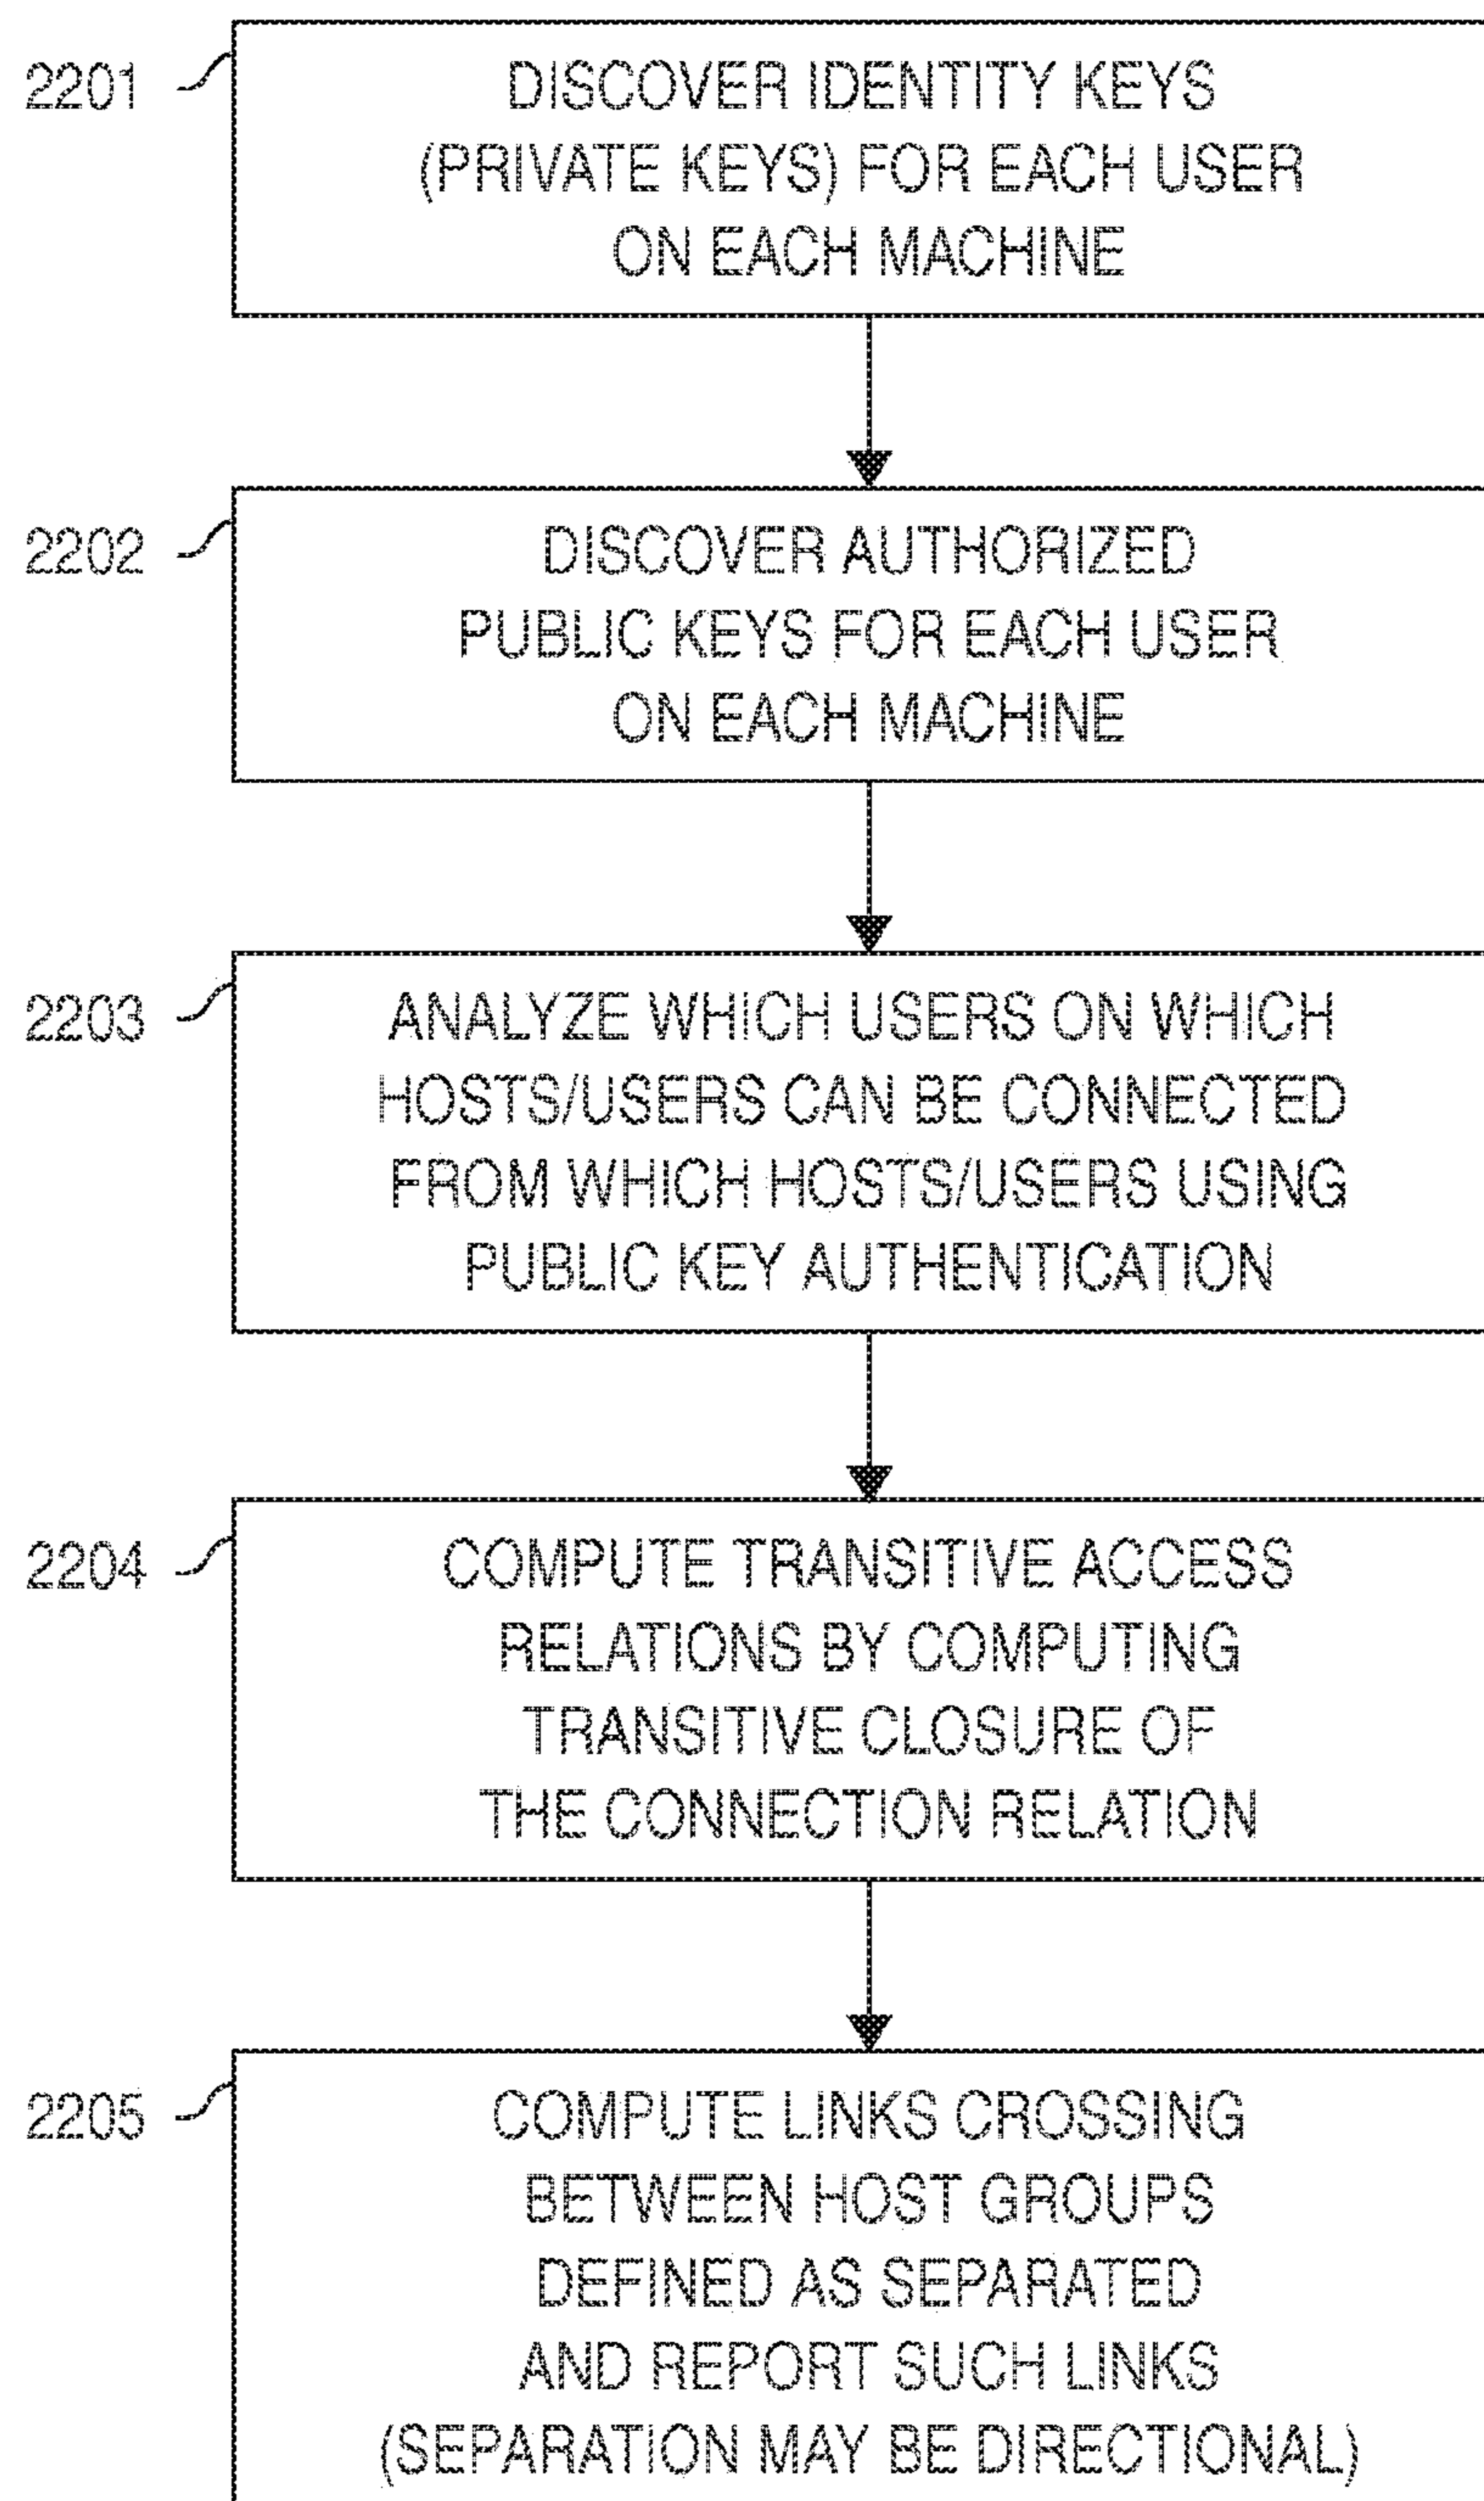 2201
DISCOVER IDENTITY KEYS
(PRIVATE KEYS) FOR EACH USER
ON EACH MACHINE
2202
DISCOVER AUTHORIZED
PUBLIC KEYS FOR EACH USER
ON EACH MACHINE
2203
ANALYZE WHICH USERS ON WHICH
HOSTS/USERS CAN BE CONNECTED
FROM WHICH HOSTS/USERS USING
PUBLIC KEY AUTHENTICATION
2204
COMPUTE TRANSITIVE ACCESS
RELATIONS BY COMPUTING
TRANSITIVE CLOSURE OF
THE CONNECTION RELATION
2205
COMPUTE LINKS CROSSING
BETWEEN HOST GROUPS
DEFINED AS SEPARATED
AND REPORT SUCH LINKS
(SEPARATION MAY BE DIRECTIONAL)